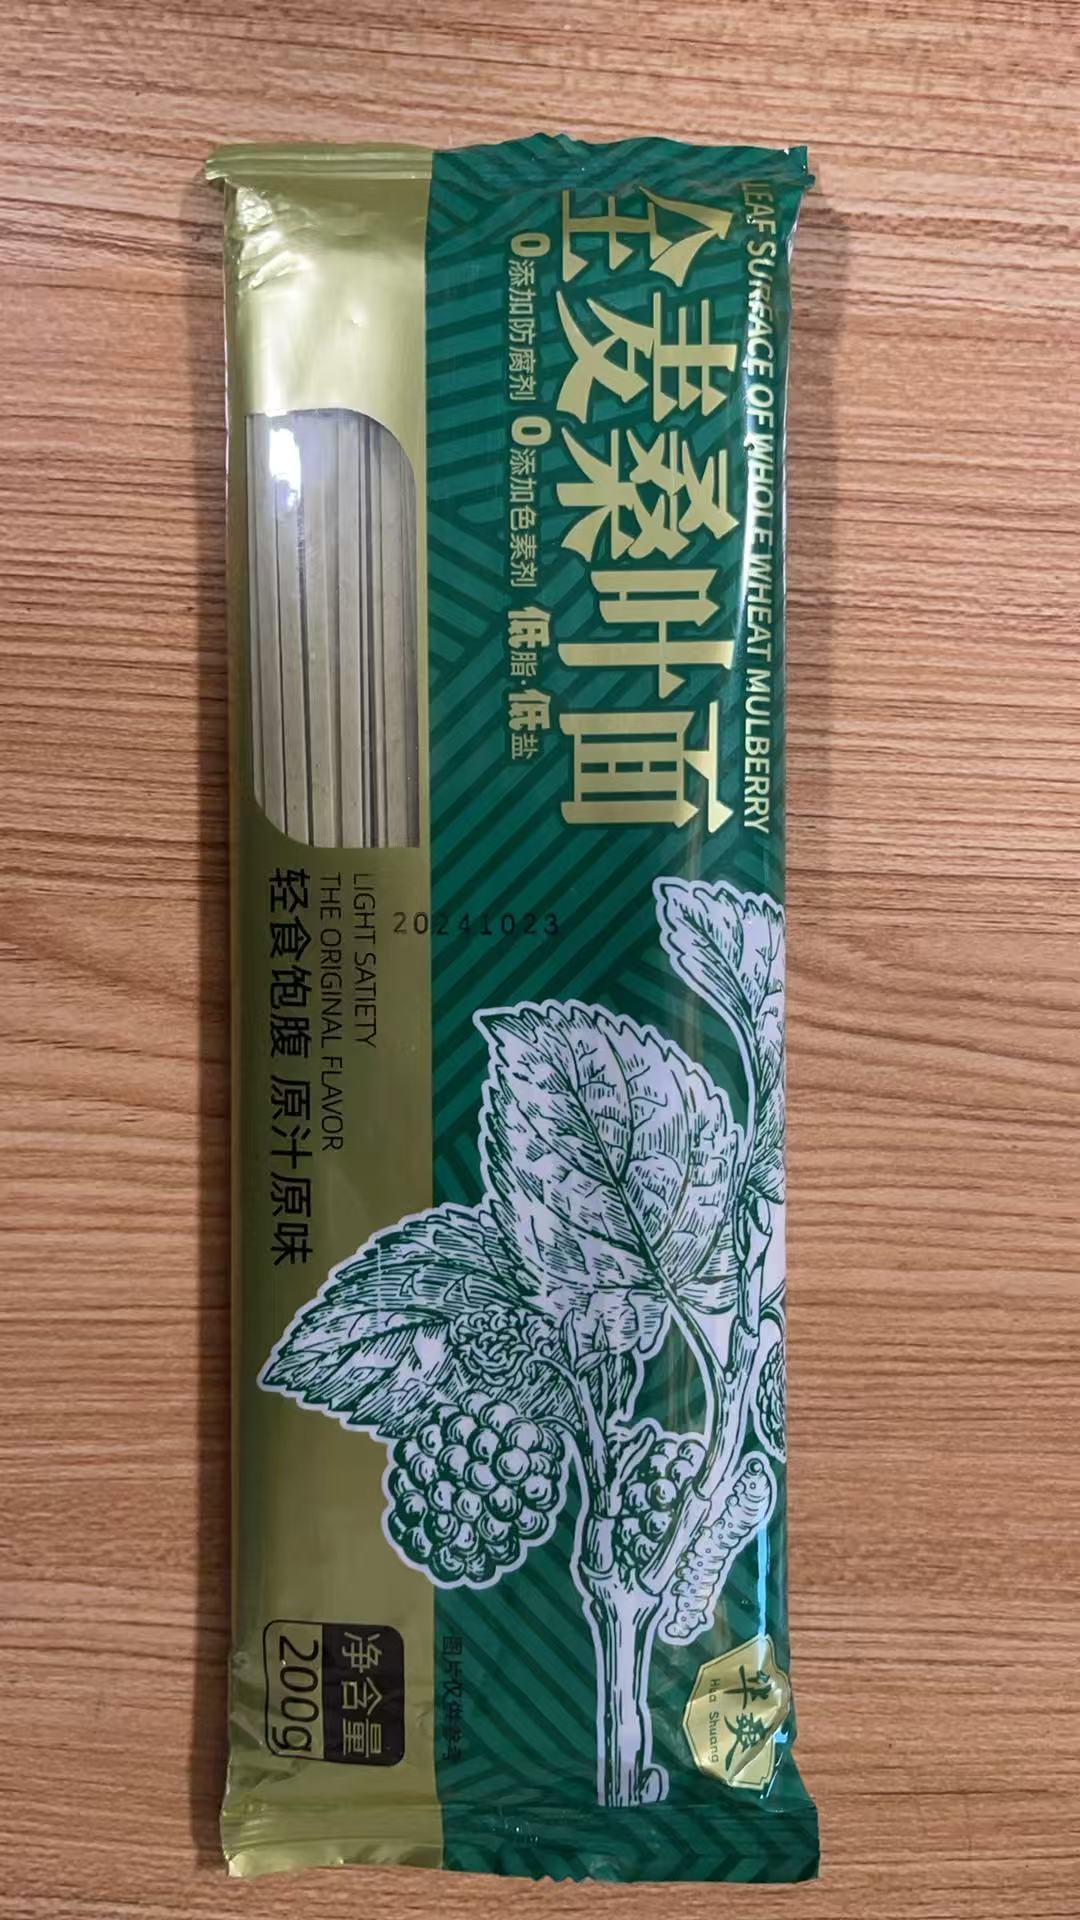 LEAF SURFACE OF WHOLE WHEAT MULBERRY
全麦桑叶面
0添加防腐剂 0添加色素剂 低脂·低盐
20241023
LIGHT SATIETY
THE ORIGINAL FLAVOR
轻食饱腹 原汁原味
华爽
Hua Shuang
图片仅供参考
净含量
200g